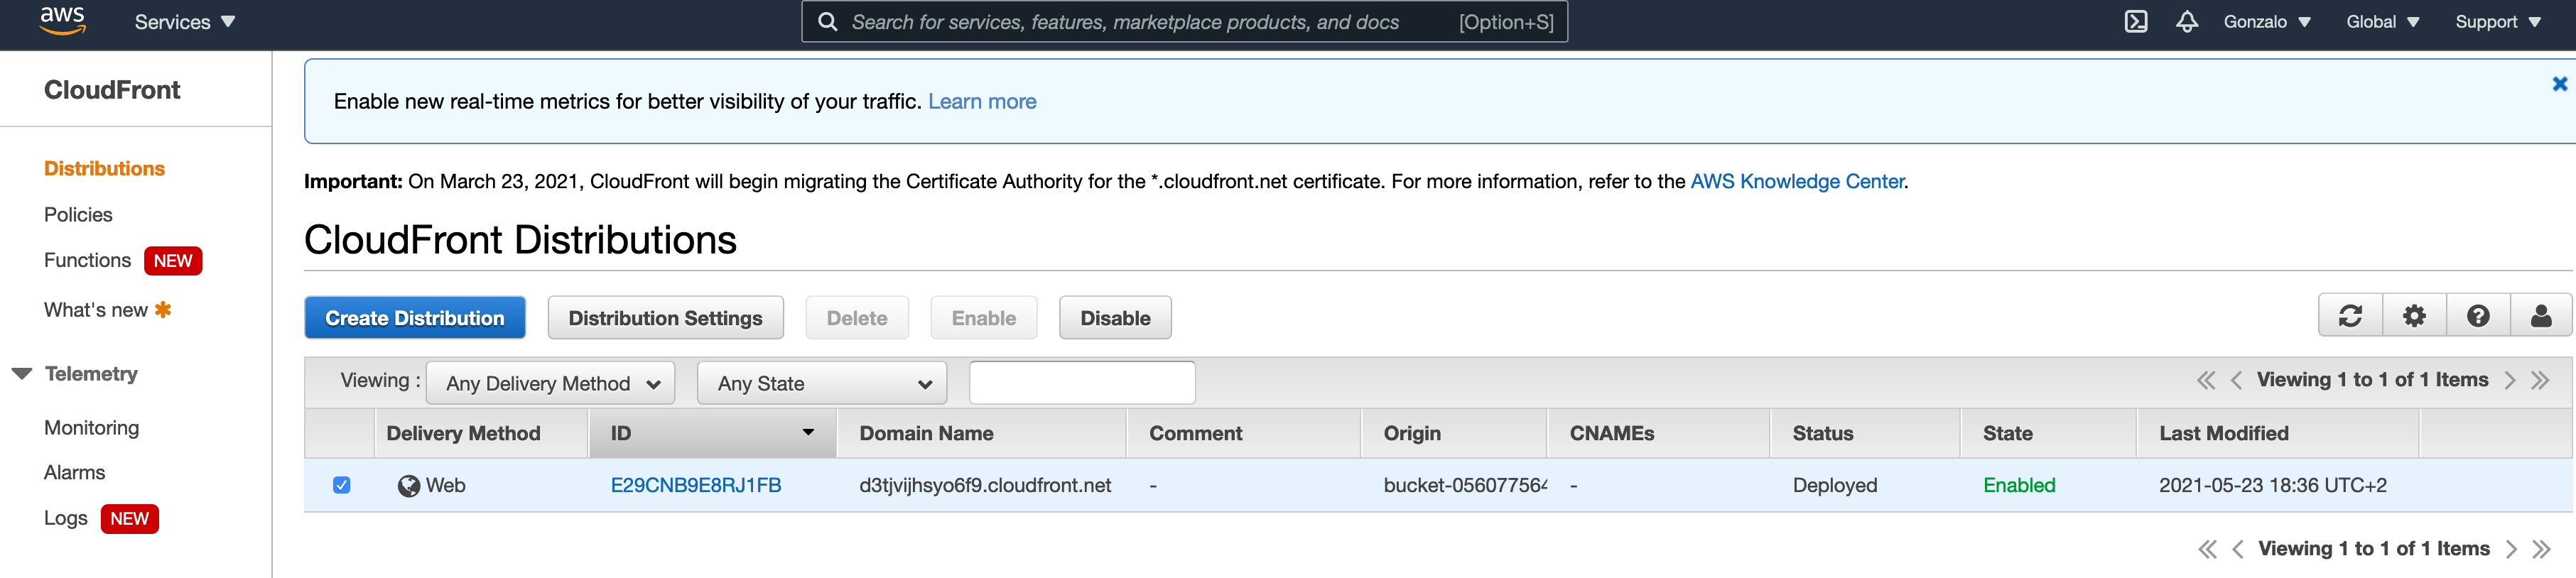 aws Services Search for services, features, marketplace products, and docs [Option+S] Gonzalo Global Support
CloudFront
Enable new real-time metrics for better visibility of your traffic. Learn more
Distributions
Policies
Functions NEW
What's new
Telemetry
Monitoring
Alarms
Logs NEW
Important: On March 23, 2021, CloudFront will begin migrating the Certificate Authority for the *.cloudfront.net certificate. For more information, refer to the AWS Knowledge Center.
CloudFront Distributions
Create Distribution Distribution Settings Delete Enable Disable
Viewing : Any Delivery Method Any State Viewing 1 to 1 of 1 Items
Delivery Method ID Domain Name Comment Origin CNAMEs Status State Last Modified
Web E29CNB9E8RJ1FB d3tjvijhsyo6f9.cloudfront.net - bucket-056077564 - Deployed Enabled 2021-05-23 18:36 UTC+2
Viewing 1 to 1 of 1 Items